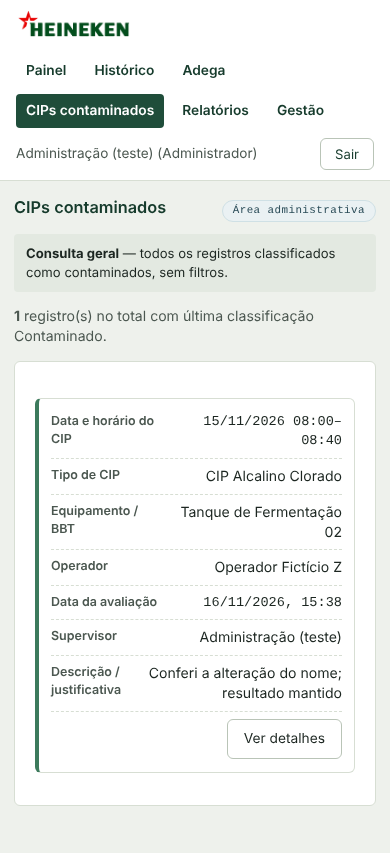 HEINEKEN
Painel Histórico Adega
CIPs contaminados Relatórios Gestão
Administração (teste) (Administrador) Sair
CIPs contaminados Área administrativa
Consulta geral — todos os registros classificados
como contaminados, sem filtros.
1 registro(s) no total com última classificação
Contaminado.
Data e horário do
CIP
15/11/2026 08:00–
08:40
Tipo de CIP CIP Alcalino Clorado
Equipamento /
BBT
Tanque de Fermentação
02
Operador Operador Fictício Z
Data da avaliação 16/11/2026, 15:38
Supervisor Administração (teste)
Descrição /
justificativa
Conferi a alteração do nome;
resultado mantido
Ver detalhes